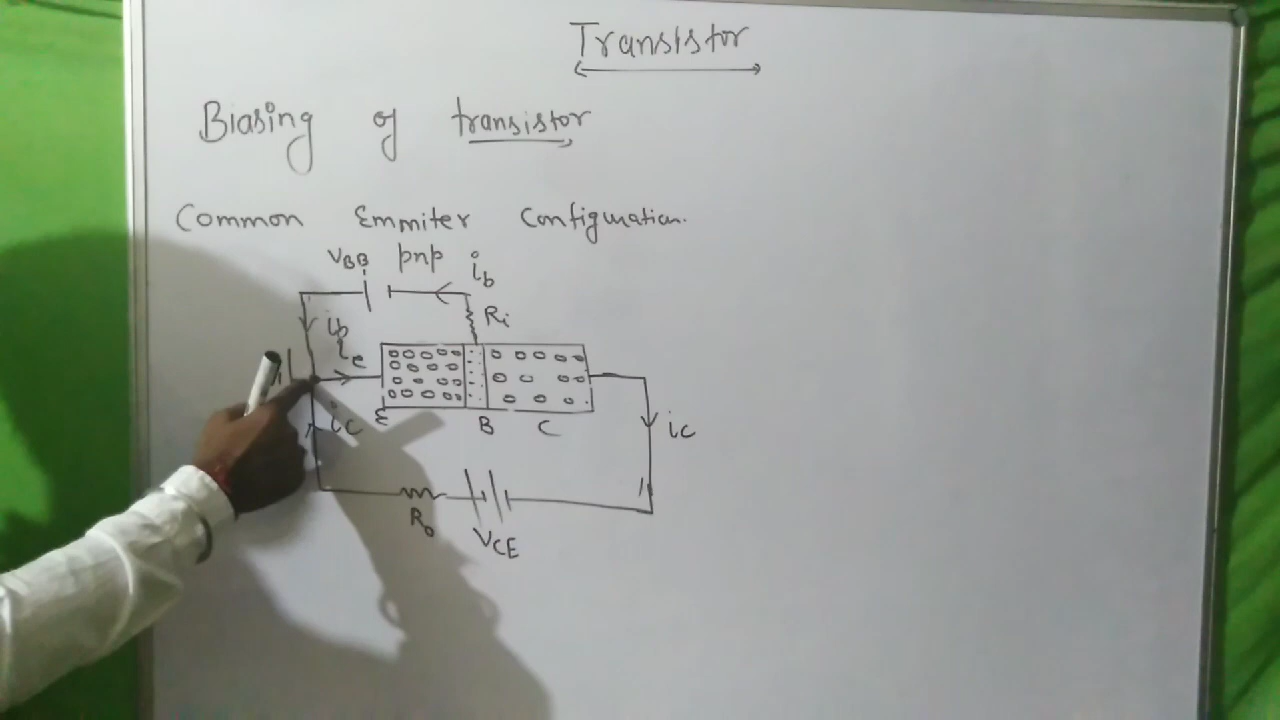 Transistor
Biasing of transistor
Common Emmiter Configuration.
VBB pnp ib
Ri
ib
ie
ic
E B C
ic
Ro
VCE